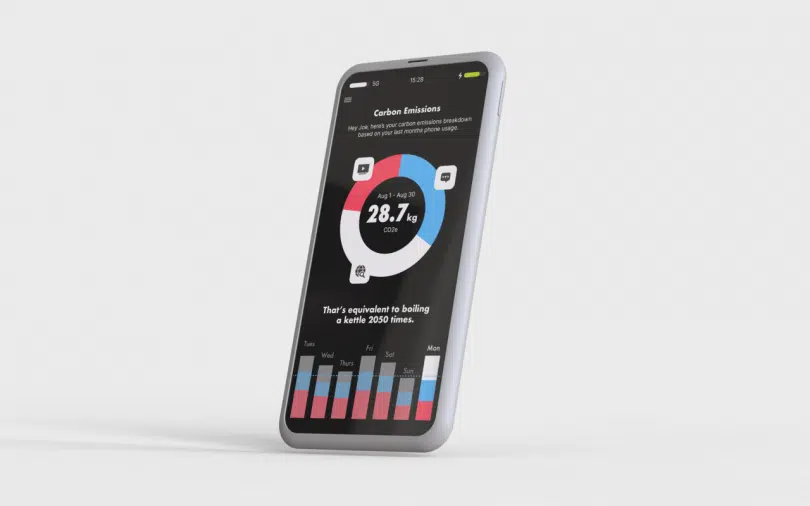 5G 15:28
Carbon Emissions
Hey Joe, here's your carbon emissions breakdown
based on your last months phone usage.
Aug 1 - Aug 30
28.7 kg
CO2e
That's equivalent to boiling
a kettle 2050 times.
Tues Wed Thurs Fri Sat Sun Mon